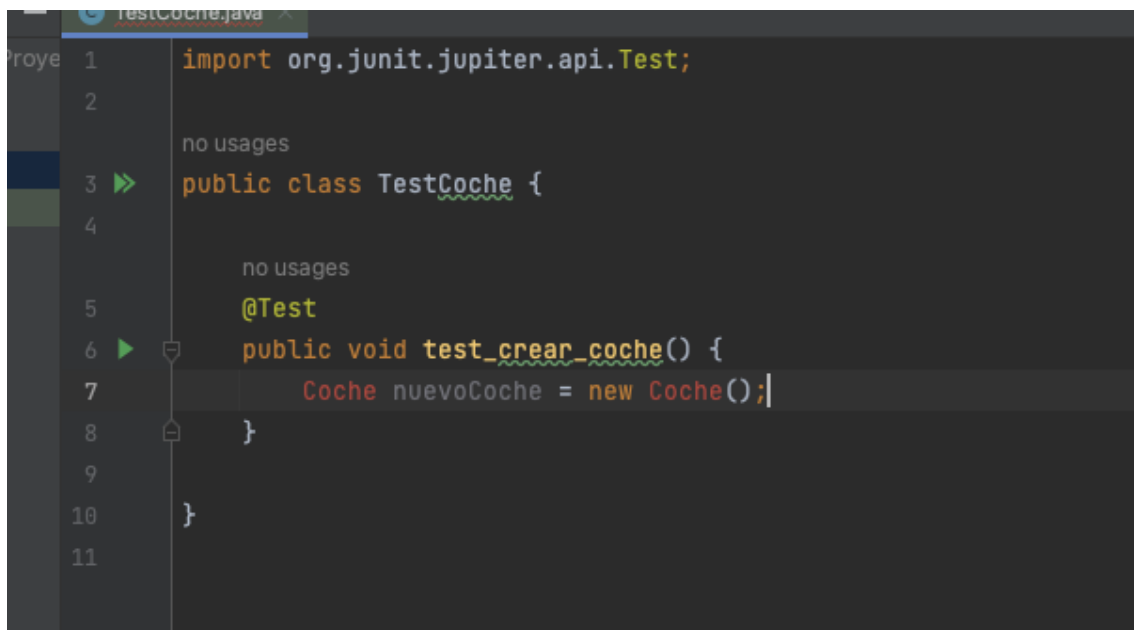 TestCoche.java
Proye
1 import org.junit.jupiter.api.Test;
2
no usages
3 public class TestCoche {
4
no usages
5 @Test
6 public void test_crear_coche() {
7 Coche nuevoCoche = new Coche();
8 }
9
10 }
11